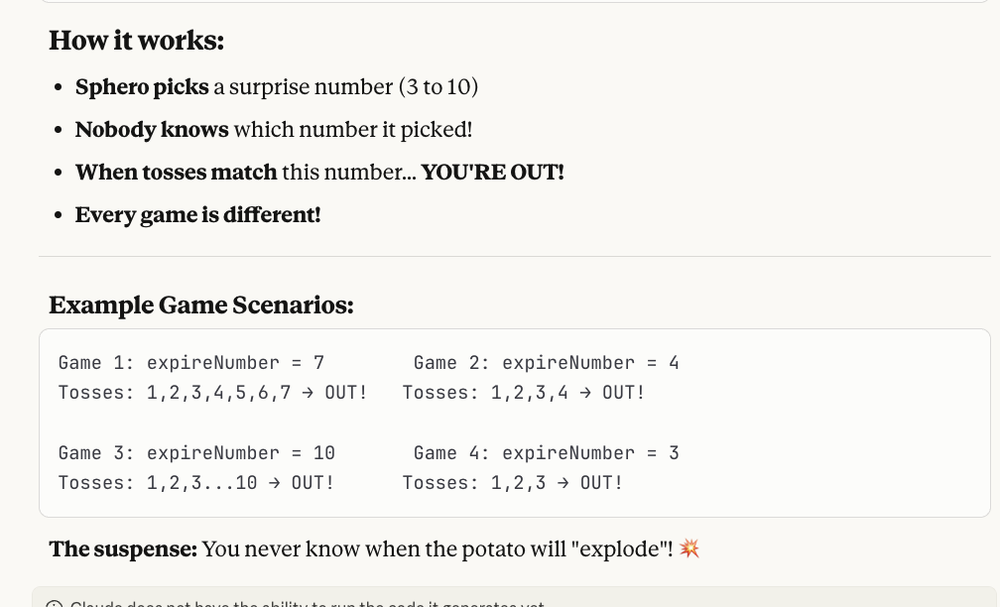 How it works:
• Sphero picks a surprise number (3 to 10)
• Nobody knows which number it picked!
• When tosses match this number... YOU'RE OUT!
• Every game is different!
Example Game Scenarios:
Game 1: expireNumber = 7        Game 2: expireNumber = 4
Tosses: 1,2,3,4,5,6,7 → OUT!   Tosses: 1,2,3,4 → OUT!
Game 3: expireNumber = 10       Game 4: expireNumber = 3
Tosses: 1,2,3...10 → OUT!      Tosses: 1,2,3 → OUT!
The suspense: You never know when the potato will "explode"! 💥
Claude does not have the ability to run the code it generates yet.